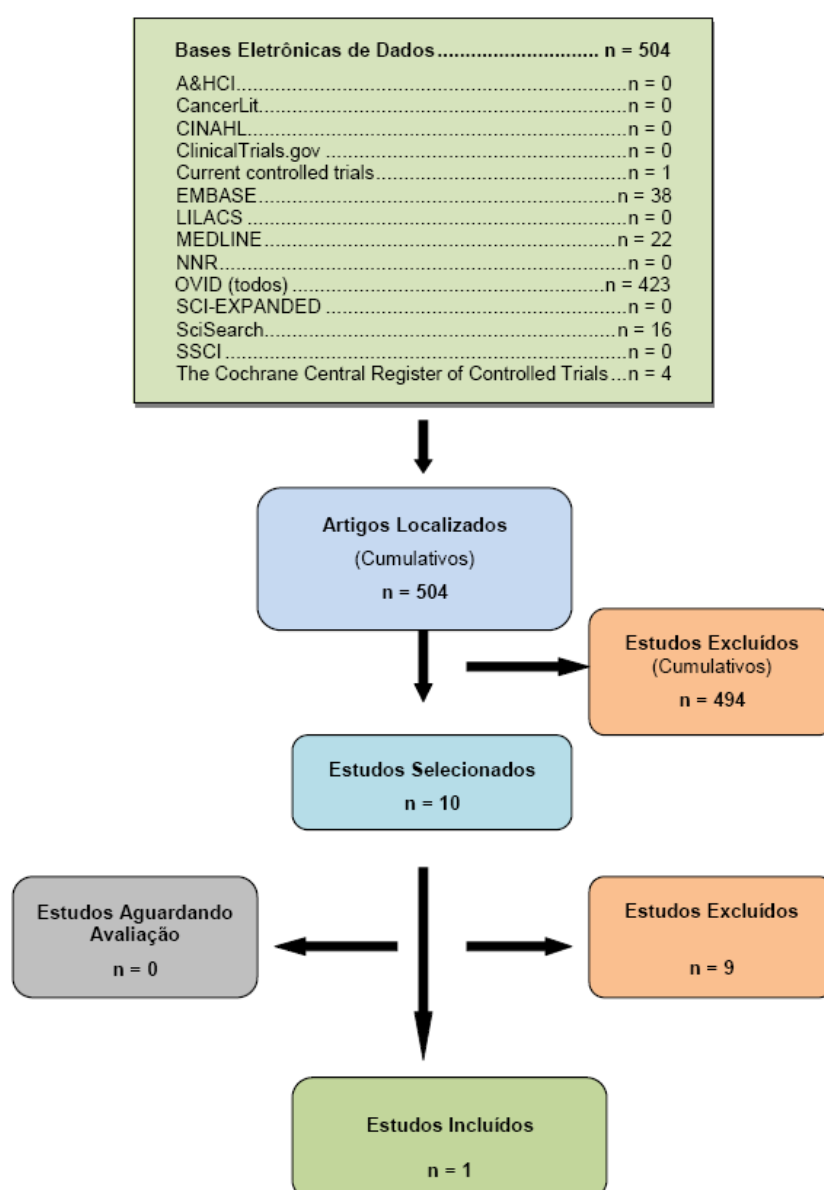 Bases Eletrônicas de Dados............................. n = 504
A&HCI......................................................................n = 0
CancerLit..................................................................n = 0
CINAHL....................................................................n = 0
ClinicalTrials.gov ......................................................n = 0
Current controlled trials..............................................n = 1
EMBASE.................................................................n = 38
LILACS.....................................................................n = 0
MEDLINE................................................................n = 22
NNR..........................................................................n = 0
OVID (todos) .........................................................n = 423
SCI-EXPANDED .......................................................n = 0
SciSearch................................................................n = 16
SSCI .........................................................................n = 0
The Cochrane Central Register of Controlled Trials...n = 4
Artigos Localizados
(Cumulativos)
n = 504
Estudos Excluídos
(Cumulativos)
n = 494
Estudos Selecionados
n = 10
Estudos Aguardando
Avaliação
n = 0
Estudos Excluídos
n = 9
Estudos Incluídos
n = 1